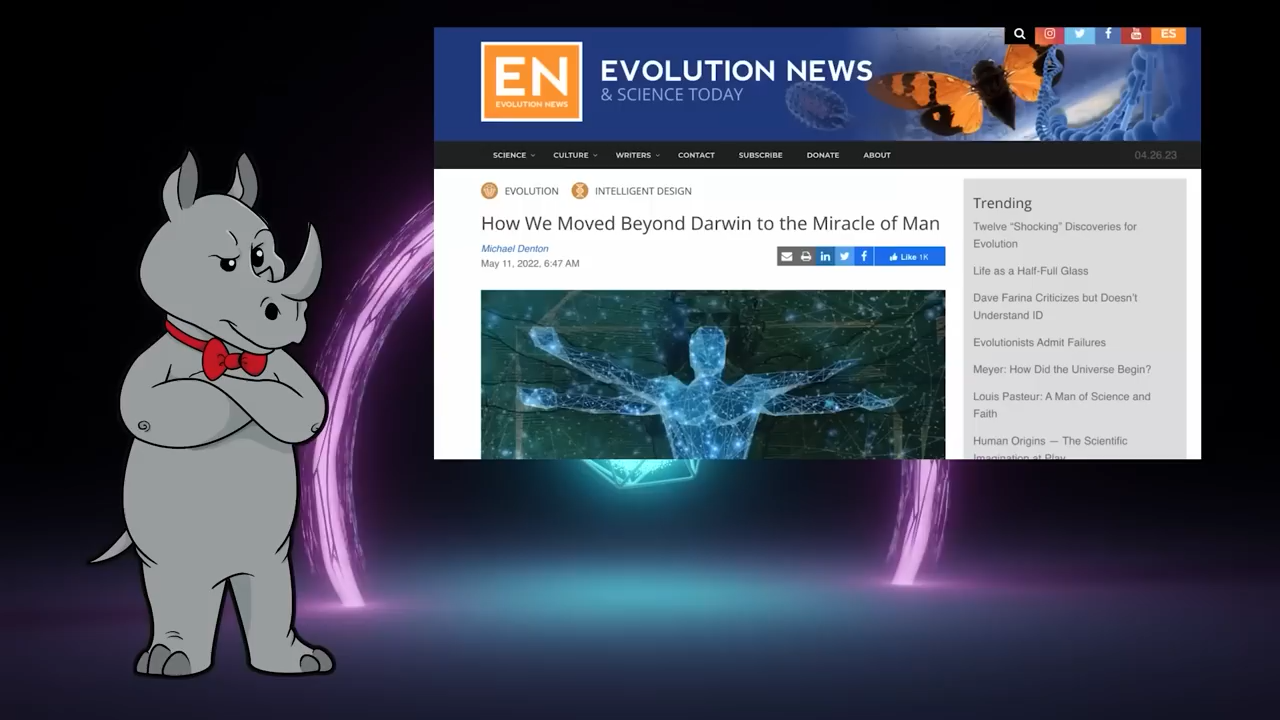 ES
EN
EVOLUTION NEWS
EVOLUTION NEWS
& SCIENCE TODAY
SCIENCE
CULTURE
WRITERS
CONTACT
SUBSCRIBE
DONATE
ABOUT
04.26.23
EVOLUTION
INTELLIGENT DESIGN
How We Moved Beyond Darwin to the Miracle of Man
Michael Denton
May 11, 2022, 6:47 AM
Like 1K
Trending
Twelve “Shocking” Discoveries for
Evolution
Life as a Half-Full Glass
Dave Farina Criticizes but Doesn’t
Understand ID
Evolutionists Admit Failures
Meyer: How Did the Universe Begin?
Louis Pasteur: A Man of Science and
Faith
Human Origins — The Scientific
Imagination at Play